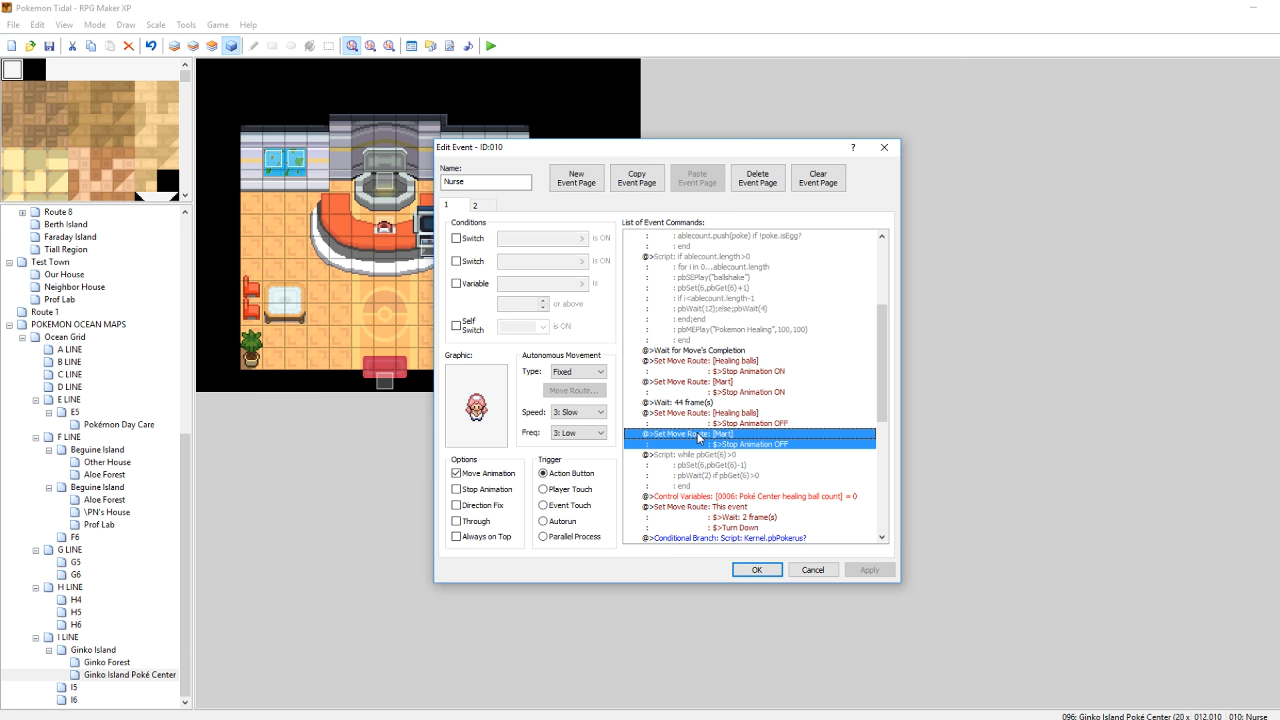 Pokemon Tidal - RPG Maker XP
File Edit View Mode Draw Scale Tools Game Help
Route 8
Berth Island
Faraday Island
Tiall Region
Test Town
Our House
Neighbor House
Prof Lab
Route 1
POKEMON OCEAN MAPS
Ocean Grid
A LINE
B LINE
C LINE
D LINE
E LINE
E5
Pokémon Day Care
F LINE
Beguine Island
Other House
Aloe Forest
Beguine Island
Aloe Forest
\PN's House
Prof Lab
F6
G LINE
G5
G6
H LINE
H4
H5
H6
I LINE
Ginko Island
Ginko Forest
Ginko Island Poké Center
I5
I6
Edit Event - ID:010
?
Name:
Nurse
New Event Page
Copy Event Page
Paste Event Page
Delete Event Page
Clear Event Page
1 2
Conditions
Switch is ON
Switch is ON
Variable is
or above
Self Switch is ON
Graphic:
Autonomous Movement
Type: Fixed
Move Route...
Speed: 3: Slow
Freq: 3: Low
Options
Move Animation
Stop Animation
Direction Fix
Through
Always on Top
Trigger
Action Button
Player Touch
Event Touch
Autorun
Parallel Process
List of Event Commands:
: : ablecount.push(poke) if !poke.isEgg?
: : end
@>Script: if ablecount.length>0
: : for i in 0...ablecount.length
: : pbSEPlay("ballshake")
: : pbSet(6,pbGet(6)+1)
: : if i<ablecount.length-1
: : pbWait(12);else;pbWait(4)
: : end;end
: : pbMEPlay("Pokemon Healing",100,100)
: : end
@>Wait for Move's Completion
@>Set Move Route: [Healing balls]
: : $>Stop Animation ON
@>Set Move Route: [Mart]
: : $>Stop Animation ON
@>Wait: 44 frame(s)
@>Set Move Route: [Healing balls]
: : $>Stop Animation OFF
@>Set Move Route: [Mart]
: : $>Stop Animation OFF
@>Script: while pbGet(6)>0
: : pbSet(6,pbGet(6)-1)
: : pbWait(2) if pbGet(6)>0
: : end
@>Control Variables: [0006: Poké Center healing ball count] = 0
@>Set Move Route: This event
: : $>Wait: 2 frame(s)
: : $>Turn Down
@>Conditional Branch: Script: Kernel.pbPokerus?
OK Cancel Apply
096: Ginko Island Poké Center (20 x 012,010 010: Nurse